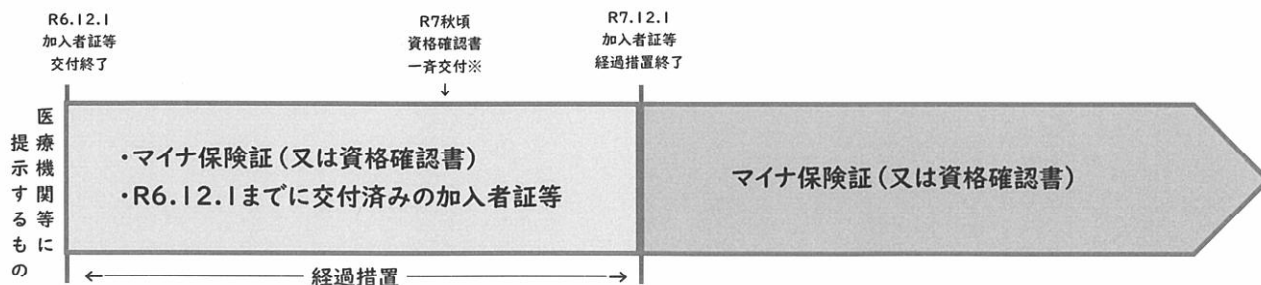 R6.12.1
加入者証等
交付終了
R7秋頃
資格確認書
一斉交付※
↓
R7.12.1
加入者証等
経過措置終了
医療機関等に
提示するもの
・マイナ保険証(又は資格確認書)
・R6.12.1までに交付済みの加入者証等
マイナ保険証(又は資格確認書)
←経過措置→